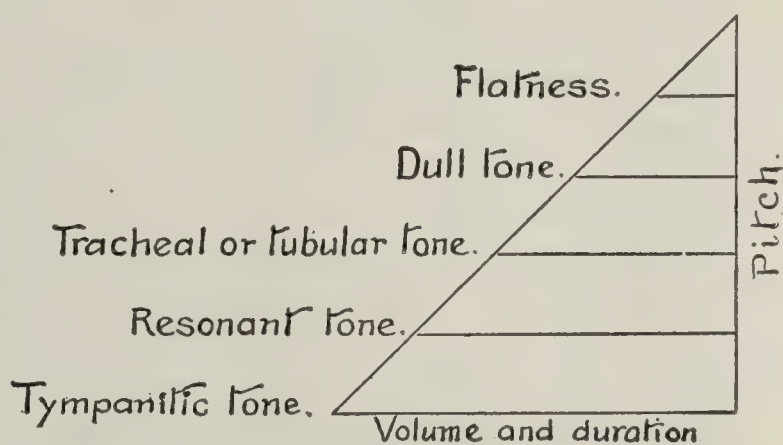 Flatness.
Dull tone.
Pitch.
Tracheal or tubular tone.
Resonant tone.
Tympanitic tone.
Volume and duration